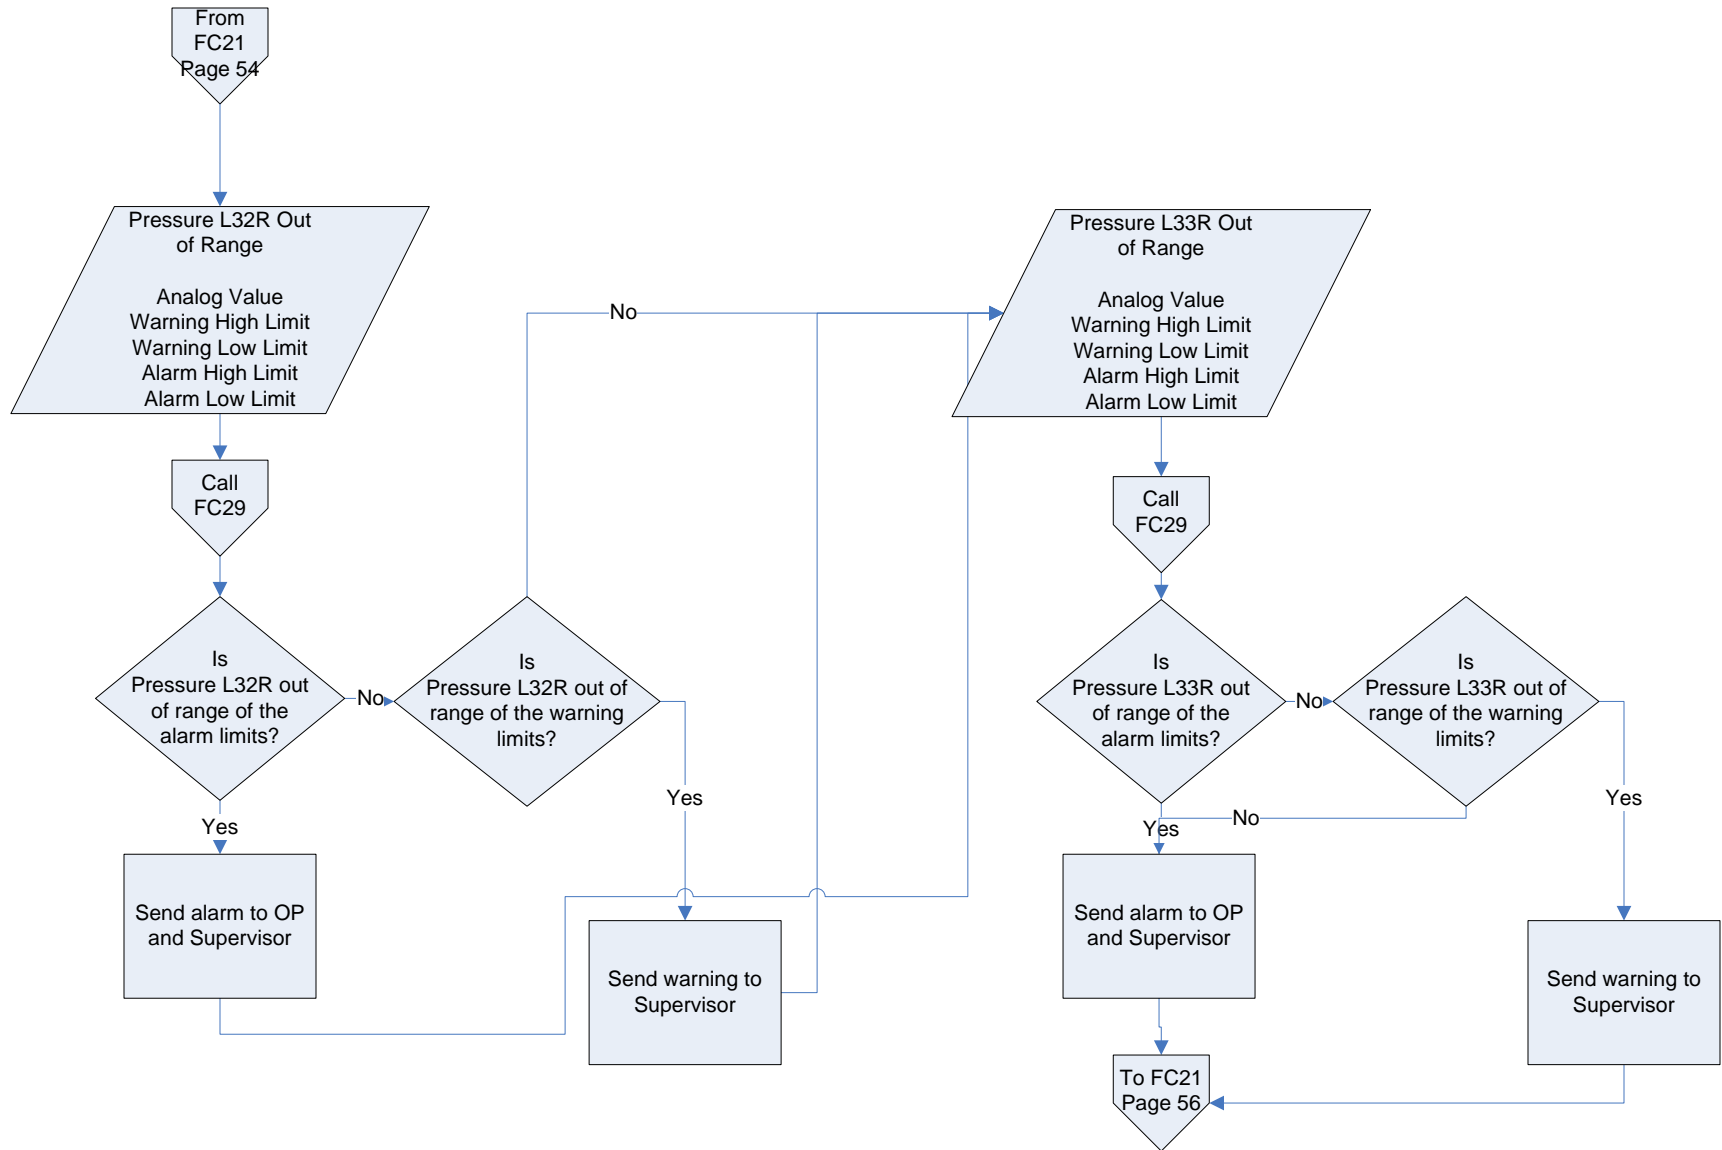 From
FC21
Page 54
Pressure L32R Out
of Range
Analog Value
Warning High Limit
Warning Low Limit
Alarm High Limit
Alarm Low Limit
Call
FC29
Is
Pressure L32R out
of range of the
alarm limits?
No
Is
Pressure L32R out of
range of the warning
limits?
No
Yes
Yes
Send alarm to OP
and Supervisor
Send warning to
Supervisor
Pressure L33R Out
of Range
Analog Value
Warning High Limit
Warning Low Limit
Alarm High Limit
Alarm Low Limit
Call
FC29
Is
Pressure L33R out
of range of the
alarm limits?
No
Is
Pressure L33R out of
range of the warning
limits?
Yes
No
Yes
Send alarm to OP
and Supervisor
Send warning to
Supervisor
To FC21
Page 56